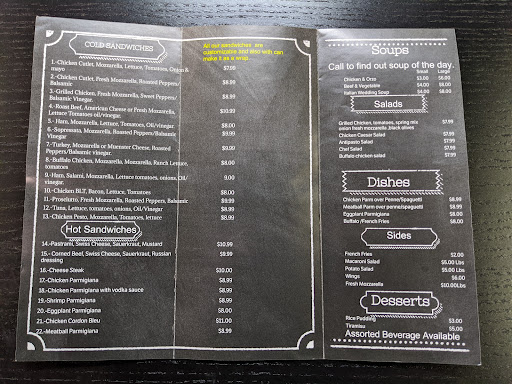 COLD SANDWICHES
All our sandwiches are
customizable and also with can
make it as a wrap.
1.-Chicken Cutlet, Mozzarella, Lettuce, Tomatoes, Onion &
mayo
$7.99
2.-Chicken Cutlet, Fresh Mozzarella, Roasted Peppers/
Balsamic Vinegar.
$8.99
3.-Grilled Chicken, Fresh Mozzarella, Sweet Peppers/
Balsamic Vinegar.
$8.99
4.-Roast Beef, American Cheese or Fresh Mozzarella,
Lettuce Tomatoes oil/vinegar.
$10.99
5.-Ham, Mozzarella, Lettuce, Tomatoes, Oil/vinegar.
$8.00
6.-Sopressata, Mozzarella, Roasted Peppers/Balsamic
Vinegar.
$9.99
7.-Turkey, Mozzarella or Muenster Cheese, Roasted
Peppers/Balsamic vinegar
$9.99
8.-Buffalo Chicken, Mozzarella, Mozzarella, Ranch Lettuce,
tomatoes
$8.00
9.-Ham, Salami, Mozzarella, Lettuce tomatoes, onions, Oil/
vinegar.
9.00
10.-Chicken BLT, Bacon, Lettuce, Tomatoes
$8.00
11.-Prosciutto, Fresh Mozzarella, Roasted Peppers, Balsamic
$9.99
12.-Tuna, Lettuce, tomatoes, onions, Oil/Vinegar
$8.99
13.-Chicken Pesto, Mozzarella, Tomatoes, lettuce
$8.99
Hot Sandwiches
14.-Pastrami, Swiss Cheese, Sauerkraut, Mustard
$10.99
15.- Corned Beef, Swiss Cheese, Sauerkraut, Russian
dressing
$9.99
16.-Cheese Steak
$10.00
17.-Chicken Parmigiana
$8.99
18.-Chicken Parmigiana with vodka sauce
$8.99
19.-Shrimp Parmigiana
$8.99
20.-Eggplant Parmigiana
$8.00
21.-Chicken Cordon Bleu
$11.00
22.-Meatball Parmigiana
$8.99
Soups
Call to find out soup of the day.
Small Large
Chicken & Orzo $3.00 $5.00
Beef & Vegetable $4.00 $8.00
Italian Wedding Soup $4.00 $8.00
Salads
Grilled Chicken, tomatoes, spring mix
onion fresh mozzarella ,black olives
$7.99
Chicken Caesar Salad $7.99
Antipasto Salad $7.99
Chef Salad $7.99
Buffalo chicken salad $7.99
Dishes
Chicken Parm over Penne/Spaguetti $8.99
Meatball Parm over penne/spaguetti $8.99
Eggplant Parmigiana $8.00
Buffalo /French Fries $6.00
Sides
French Fries $2.00
Macaroni Salad $5.00 Lbs
Potato Salad $5.00 Lbs
Wings $6.00
Fresh Mozzarella $10.00Lbs
Desserts
Rice Pudding $3.00
Tiramisu $5.00
Assorted Beverage Available